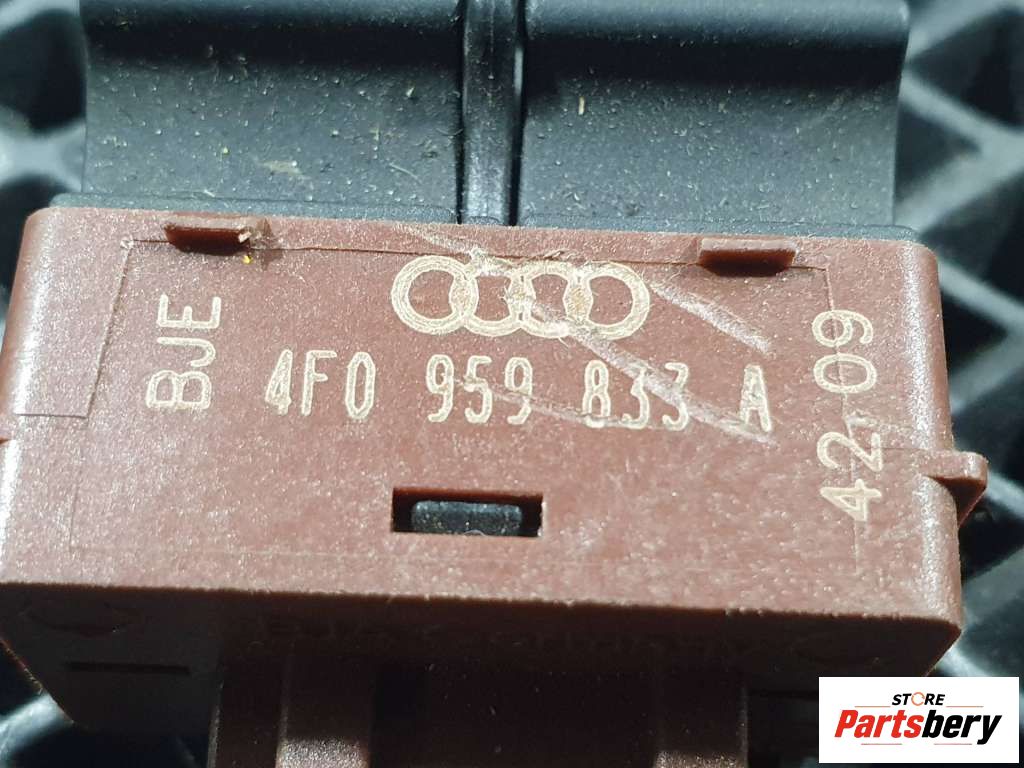 BJE
4F0 959 833 A
42.09
STORE
Partsbery